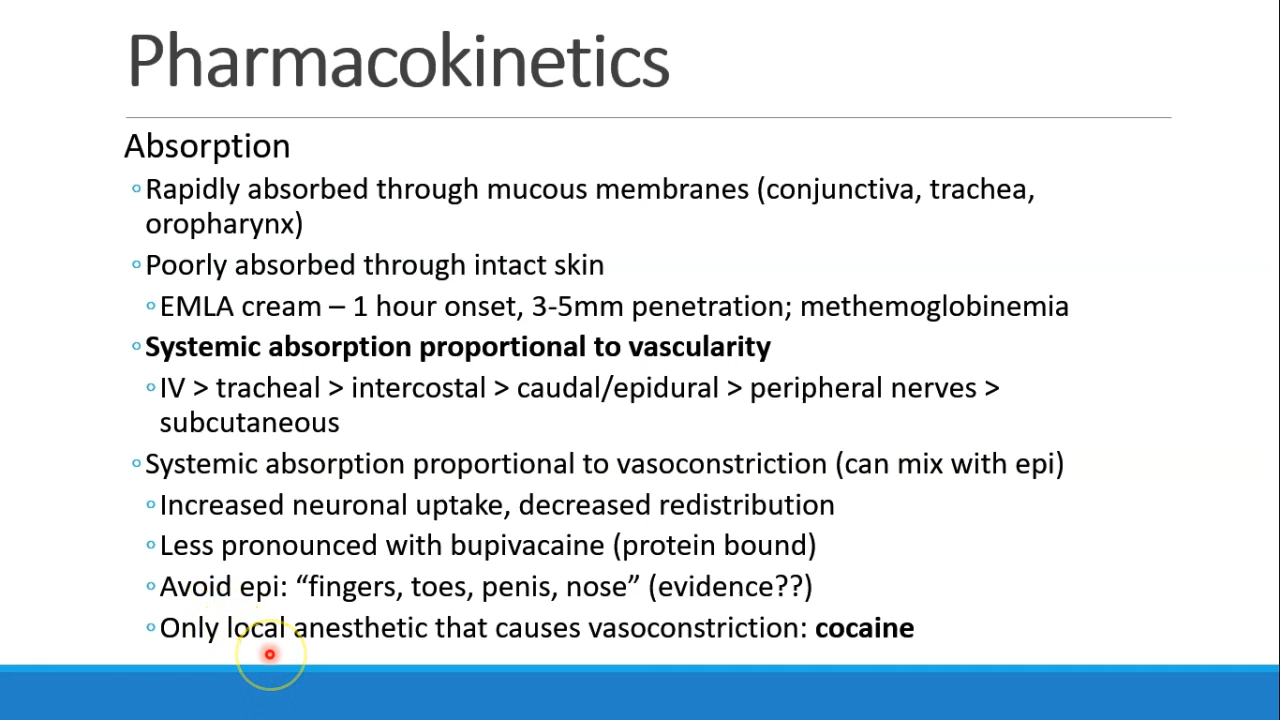 Pharmacokinetics
Absorption
◦Rapidly absorbed through mucous membranes (conjunctiva, trachea,
oropharynx)
◦Poorly absorbed through intact skin
◦EMLA cream – 1 hour onset, 3-5mm penetration; methemoglobinemia
◦Systemic absorption proportional to vascularity
◦IV > tracheal > intercostal > caudal/epidural > peripheral nerves >
subcutaneous
◦Systemic absorption proportional to vasoconstriction (can mix with epi)
◦Increased neuronal uptake, decreased redistribution
◦Less pronounced with bupivacaine (protein bound)
◦Avoid epi: “fingers, toes, penis, nose” (evidence??)
◦Only local anesthetic that causes vasoconstriction: cocaine